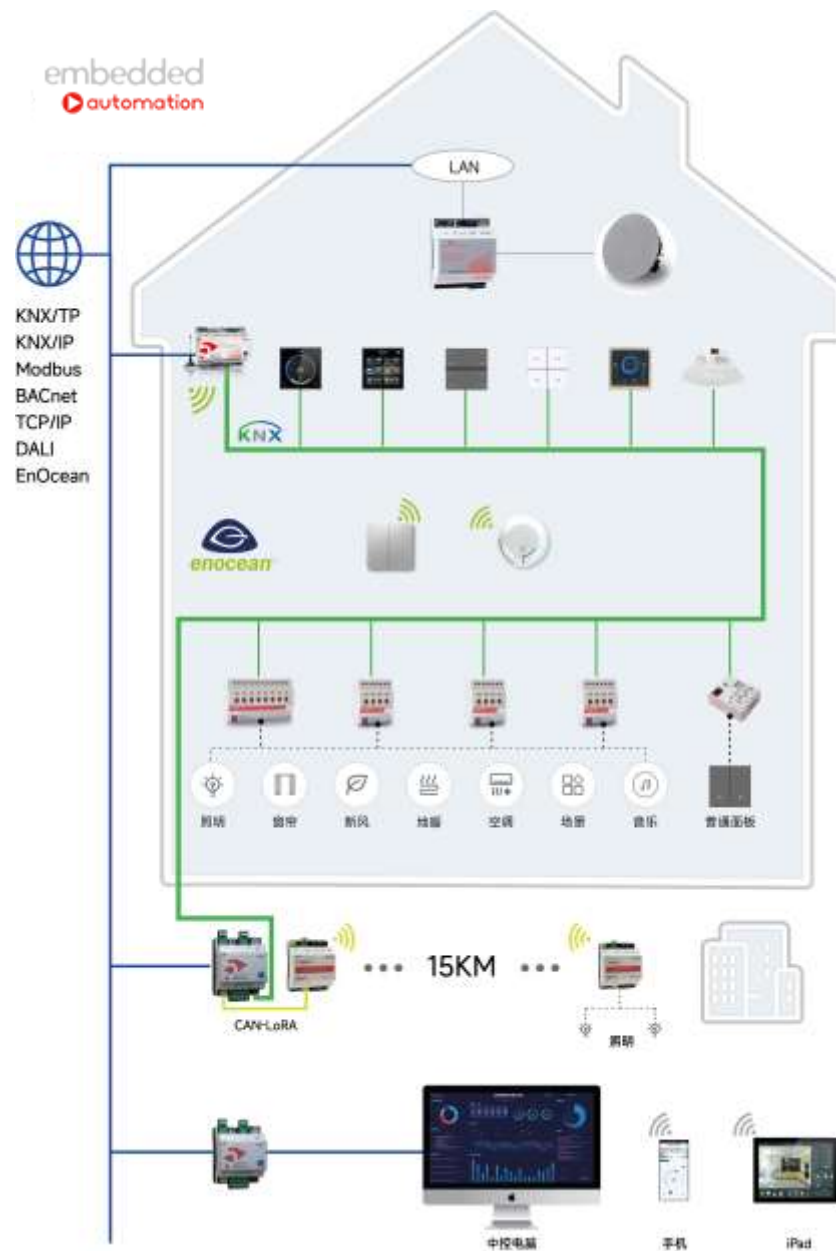 embedded
automation
LAN
KNX/TP
KNX/IP
Modbus
BACnet
TCP/IP
DALI
EnOcean
KNX
enocean
照明
窗帘
新风
地暖
空调
场景
音乐
普通面板
15KM
CAN-LoRA
照明
中控电脑
手机
iPad